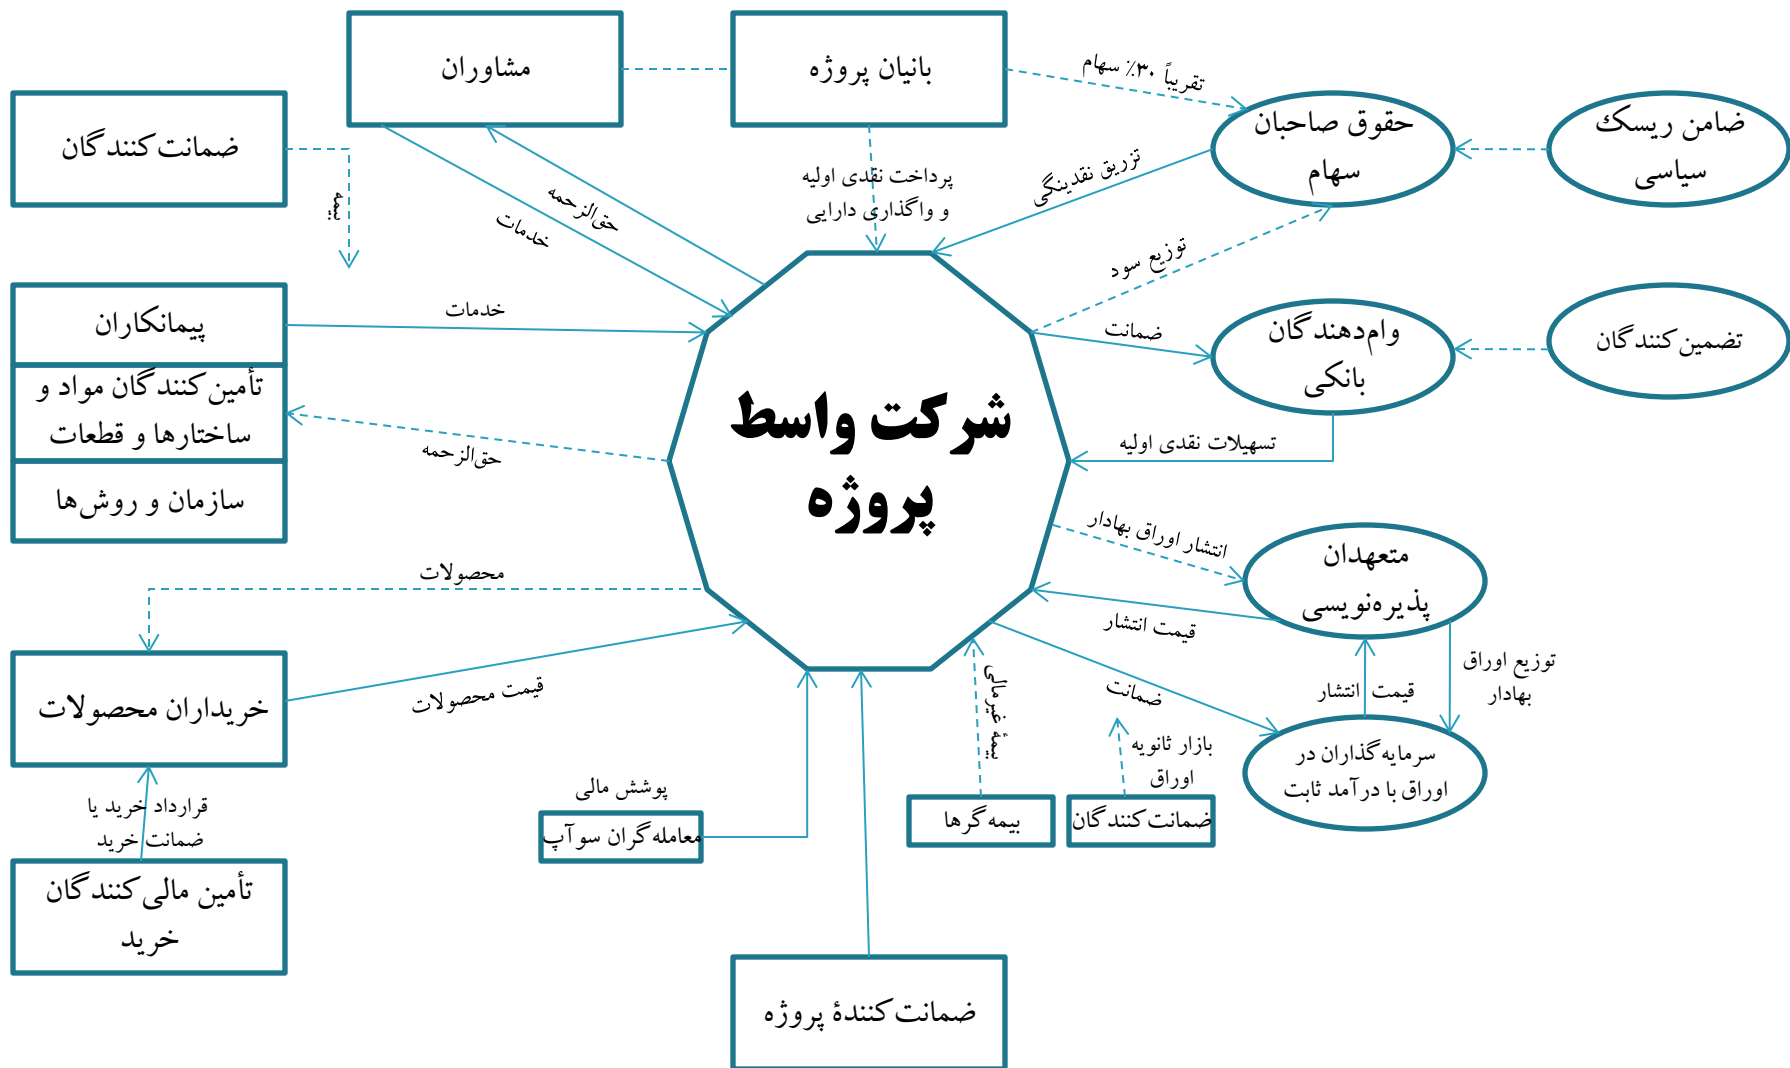 مشاوران
بانیان پروژه
تقریباً ۳۰٪ سهام
ضمانت‌کنندگان
حقوق صاحبان
سهام
ضامن ریسک
سیاسی
بیمه
حق‌الزحمه
خدمات
پرداخت نقدی اولیه
و واگذاری دارایی
تزریق نقدینگی
توزیع سود
پیمانکاران
خدمات
ضمانت
وام‌دهندگان
بانکی
تضمین‌کنندگان
تأمین‌کنندگان مواد و
ساختارها و قطعات
حق‌الزحمه
شرکت واسط
پروژه
تسهیلات نقدی اولیه
سازمان و روش‌ها
انتشار اوراق بهادار
متعهدان
پذیره‌نویسی
محصولات
قیمت انتشار
خریداران محصولات
قیمت محصولات
بیمهٔ غیرمالی
ضمانت
قیمت انتشار
توزیع اوراق
بهادار
بازار ثانویه
اوراق
سرمایه‌گذاران در
اوراق با درآمد ثابت
قرارداد خرید یا
ضمانت خرید
پوشش مالی
معامله‌گران سوآپ
بیمه‌گرها
ضمانت‌کنندگان
تأمین مالی‌کنندگان
خرید
ضمانت‌کنندهٔ پروژه